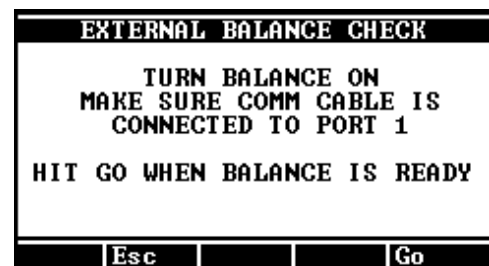 EXTERNAL BALANCE CHECK
TURN BALANCE ON
MAKE SURE COMM CABLE IS
CONNECTED TO PORT 1
HIT GO WHEN BALANCE IS READY
Esc Go